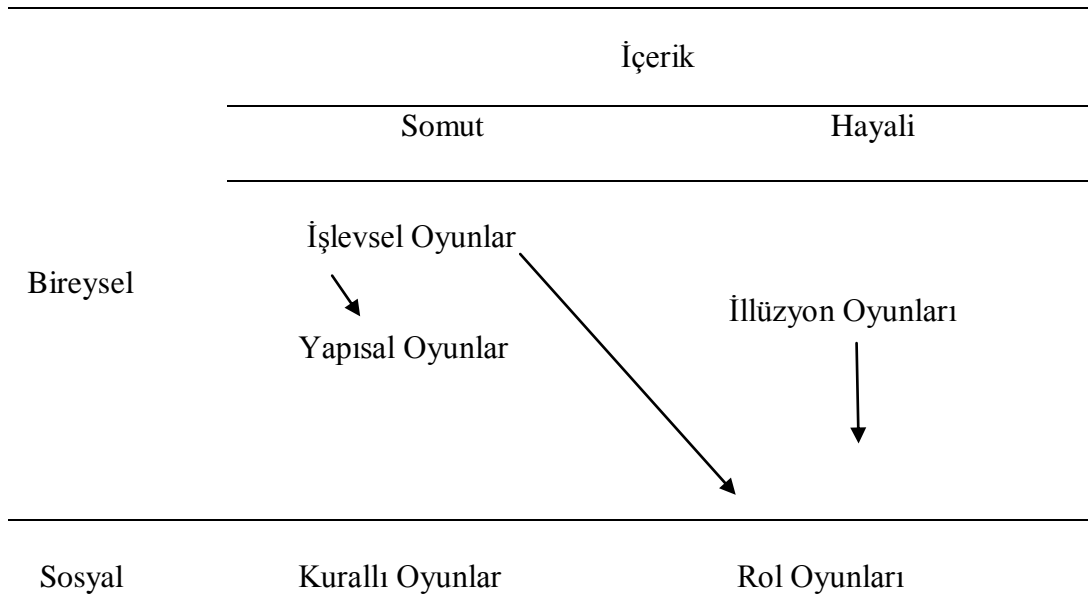 İçerik
Somut Hayali
İşlevsel Oyunlar
Bireysel
İllüzyon Oyunları
Yapısal Oyunlar
Sosyal Kurallı Oyunlar Rol Oyunları